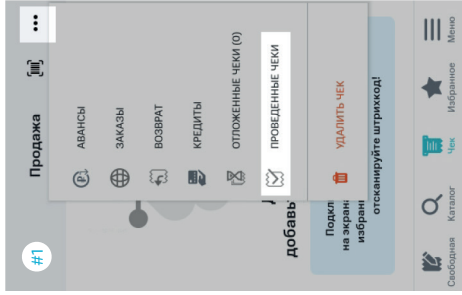 #1
Продажа
АВАНСЫ
ЗАКАЗЫ
ВОЗВРАТ
КРЕДИТЫ
ОТЛОЖЕННЫЕ ЧЕКИ (0)
ПРОВЕДЕННЫЕ ЧЕКИ
УДАЛИТЬ ЧЕК
добавь
Подкл
на экрана
избран
отсканируйте штрихкод!
Свободная
Каталог
Чек
Избранное
Меню